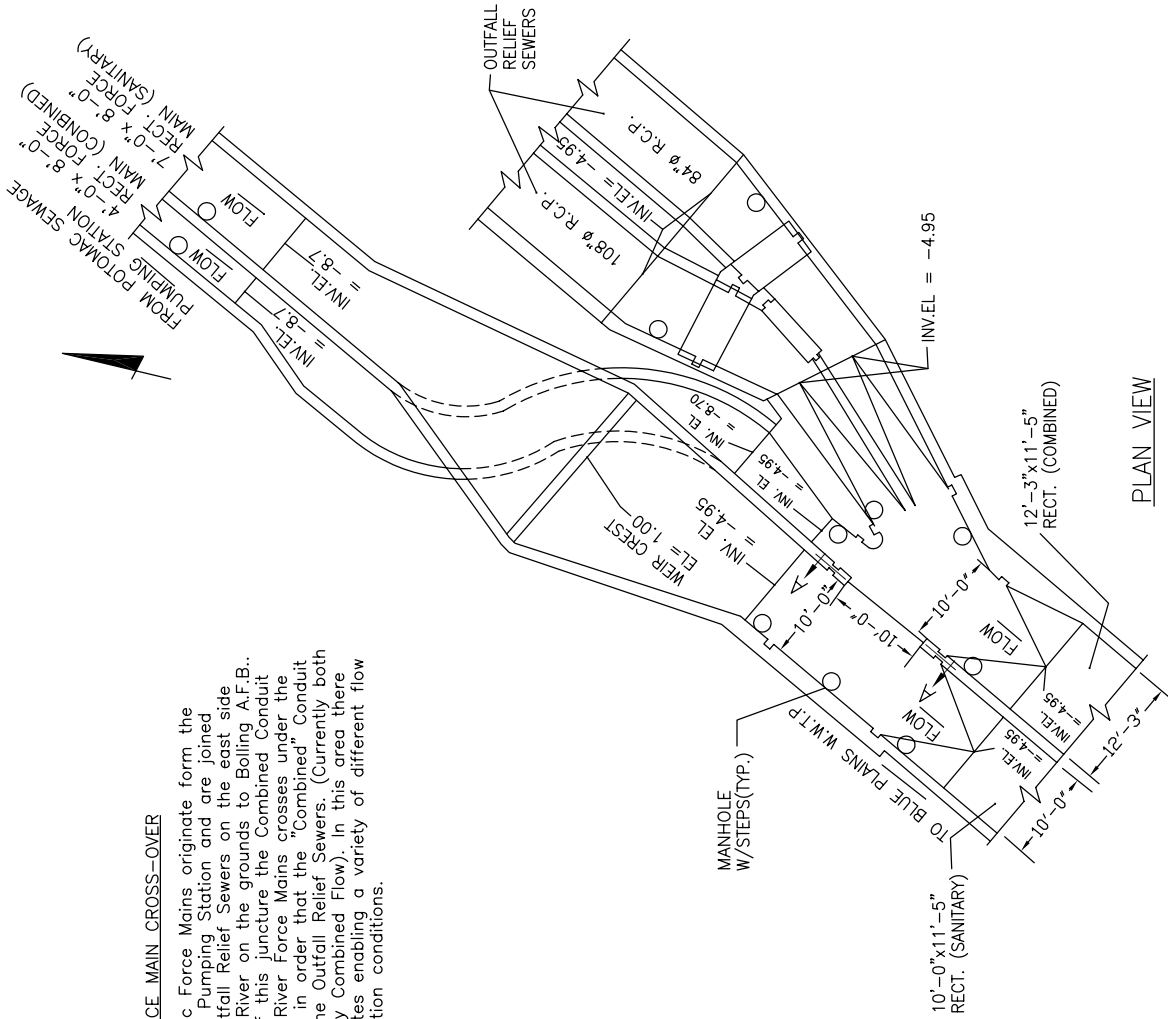 CE MAIN CROSS-OVER
c Force Mains originate form the
Pumping Station and are joined
tfall Relief Sewers on the east side
River on the grounds to Bolling A.F.B..
f this juncture the Combined Conduit
River Force Mains crosses under the
in order that the "Combined" Conduit
he Outfall Relief Sewers. (Currently both
y Combined Flow). In this area there
tes enabling a variety of different flow
tion conditions.
FROM POTOMAC SEWAGE
PUMPING STATION
4'-0" x 8'-0"
RECT. FORCE
MAIN (COMBINED)
7'-0" x 8'-0"
RECT. FORCE
MAIN (SANITARY)
FLOW
FLOW
INV.EL.
= -8.7
INV.EL.
= -8.7
OUTFALL
RELIEF
SEWERS
108" ø R.C.P.
INV.EL= -4.95
84" ø R.C.P.
INV.EL = -4.95
WEIR CREST
EL= 1.00
INV. EL
= -4.95
INV. EL
= -8.70
INV. EL
= -4.95
A
10'-0"
10'-0"
10'-0"
A
MANHOLE
W/STEPS(TYP.)
TO BLUE PLAINS W.W.T.P
FLOW
FLOW
INV.EL.
=-4.95
INV.EL.
=-4.95
12'-3"x11'-5"
RECT. (COMBINED)
10'-0"x11'-5"
RECT. (SANITARY)
10'-0"
12'-3"
PLAN VIEW